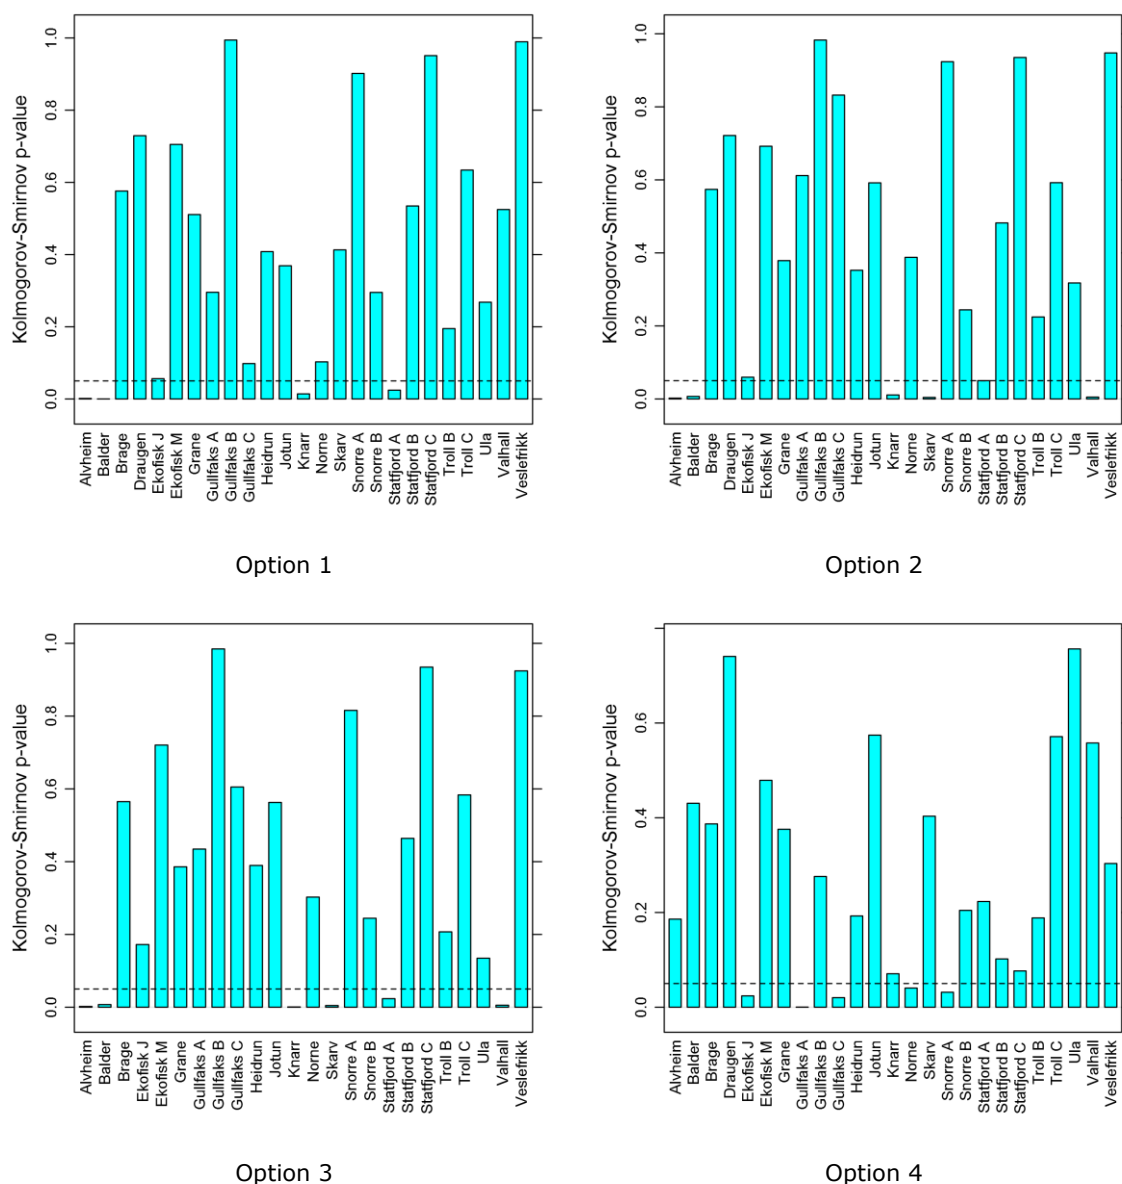 Kolmogorov-Smirnov p-value
0.0 0.2 0.4 0.6 0.8 1.0
Alvheim Balder Brage Draugen Ekofisk J Ekofisk M Grane Gullfaks A Gullfaks B Gullfaks C Heidrun Jotun Knarr Norne Skarv Snorre A Snorre B Statfjord A Statfjord B Statfjord C Troll B Troll C Ula Valhall Veslefrikk
Option 1
Kolmogorov-Smirnov p-value
0.0 0.2 0.4 0.6 0.8 1.0
Alvheim Balder Brage Draugen Ekofisk J Ekofisk M Grane Gullfaks A Gullfaks B Gullfaks C Heidrun Jotun Knarr Norne Skarv Snorre A Snorre B Statfjord A Statfjord B Statfjord C Troll B Troll C Ula Valhall Veslefrikk
Option 2
Kolmogorov-Smirnov p-value
0.0 0.2 0.4 0.6 0.8 1.0
Alvheim Balder Brage Ekofisk J Ekofisk M Grane Gullfaks A Gullfaks B Gullfaks C Heidrun Jotun Knarr Norne Skarv Snorre A Snorre B Statfjord A Statfjord B Statfjord C Troll B Troll C Ula Valhall Veslefrikk
Option 3
Kolmogorov-Smirnov p-value
0.0 0.2 0.4 0.6
Alvheim Balder Brage Draugen Ekofisk J Ekofisk M Grane Gullfaks A Gullfaks B Gullfaks C Heidrun Jotun Knarr Norne Skarv Snorre A Snorre B Statfjord A Statfjord B Statfjord C Troll B Troll C Ula Valhall Veslefrikk
Option 4